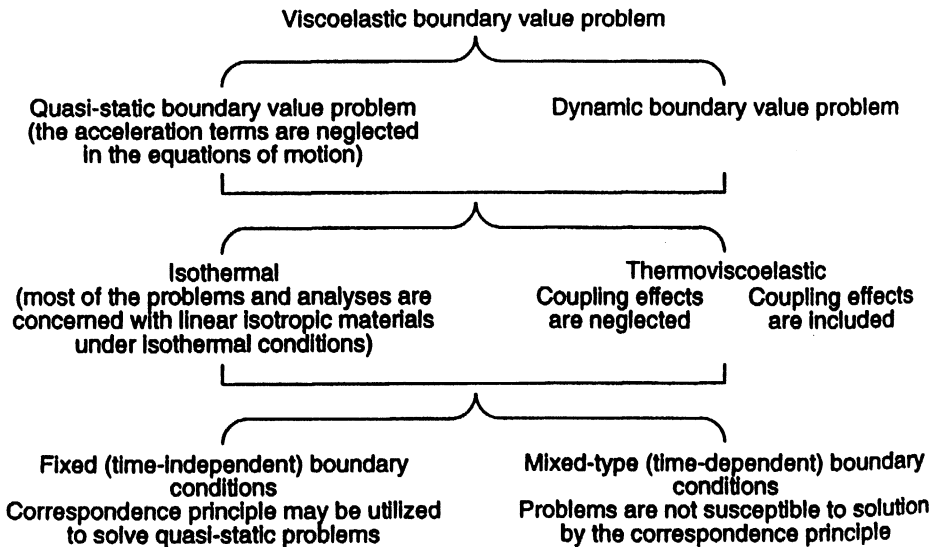 Viscoelastic boundary value problem
Quasi-static boundary value problem
(the acceleration terms are neglected
in the equations of motion)
Dynamic boundary value problem
Isothermal
(most of the problems and analyses are
concerned with linear isotropic materials
under isothermal conditions)
Thermoviscoelastic
Coupling effects
are neglected
Coupling effects
are included
Fixed (time-independent) boundary
conditions
Correspondence principle may be utilized
to solve quasi-static problems
Mixed-type (time-dependent) boundary
conditions
Problems are not susceptible to solution
by the correspondence principle